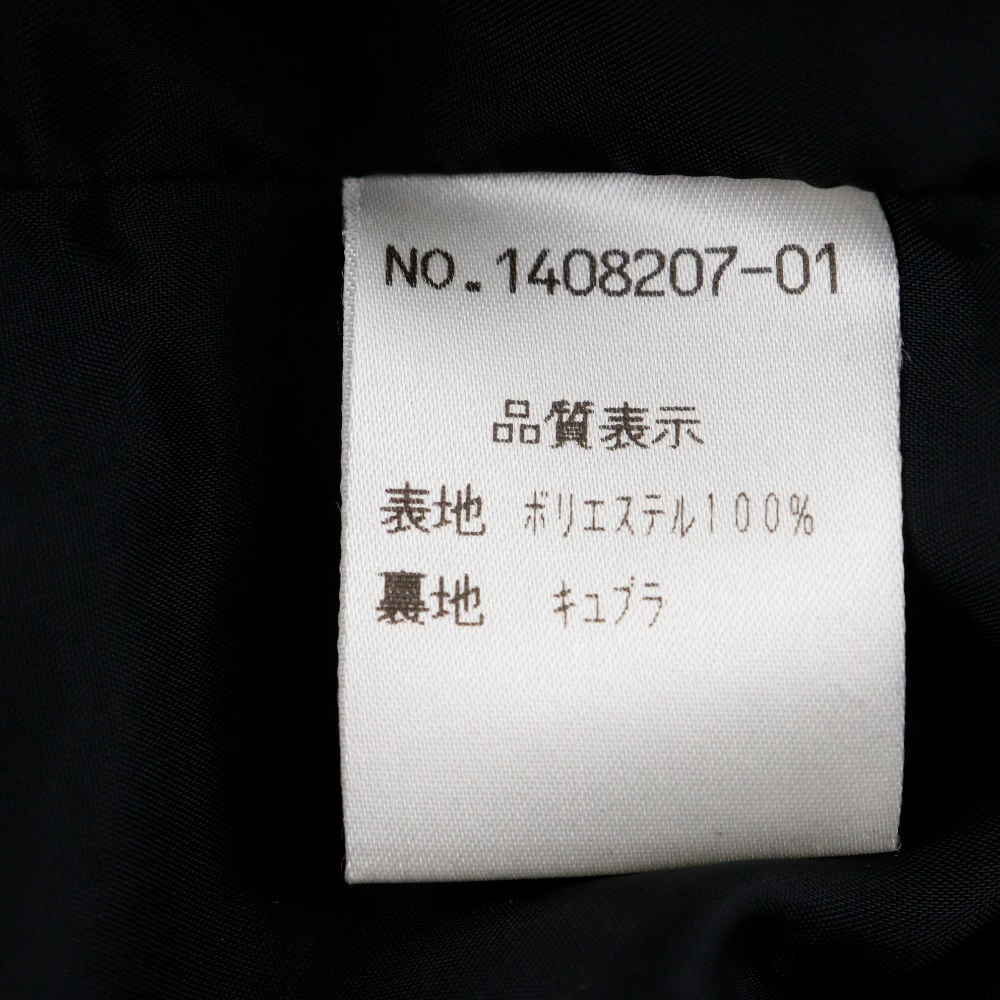 NO.1408207-01
品質表示
表地 ポリエステル100%
裏地 キュプラ